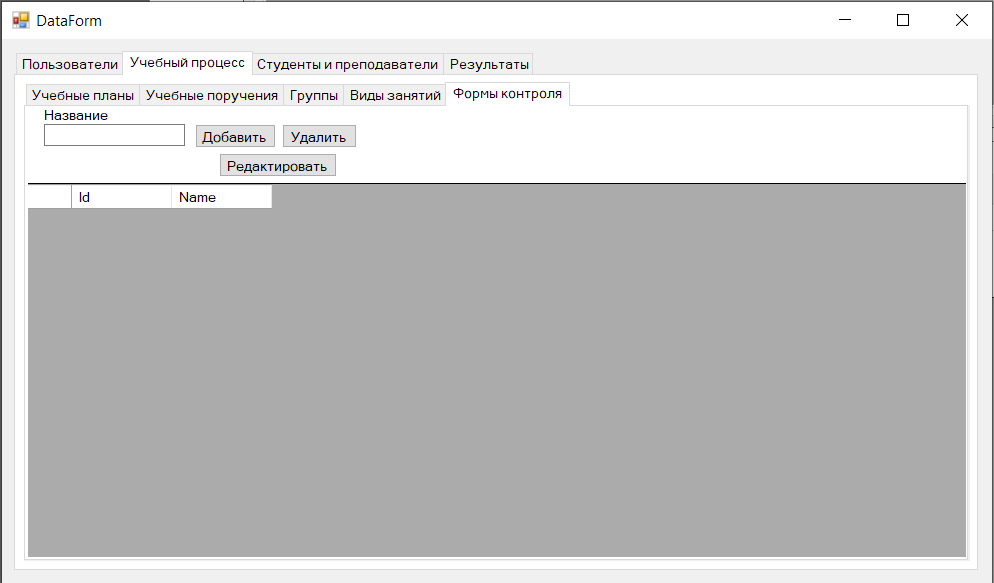 DataForm
Пользователи Учебный процесс Студенты и преподаватели Результаты
Учебные планы Учебные поручения Группы Виды занятий Формы контроля
Название
Добавить Удалить
Редактировать
Id Name